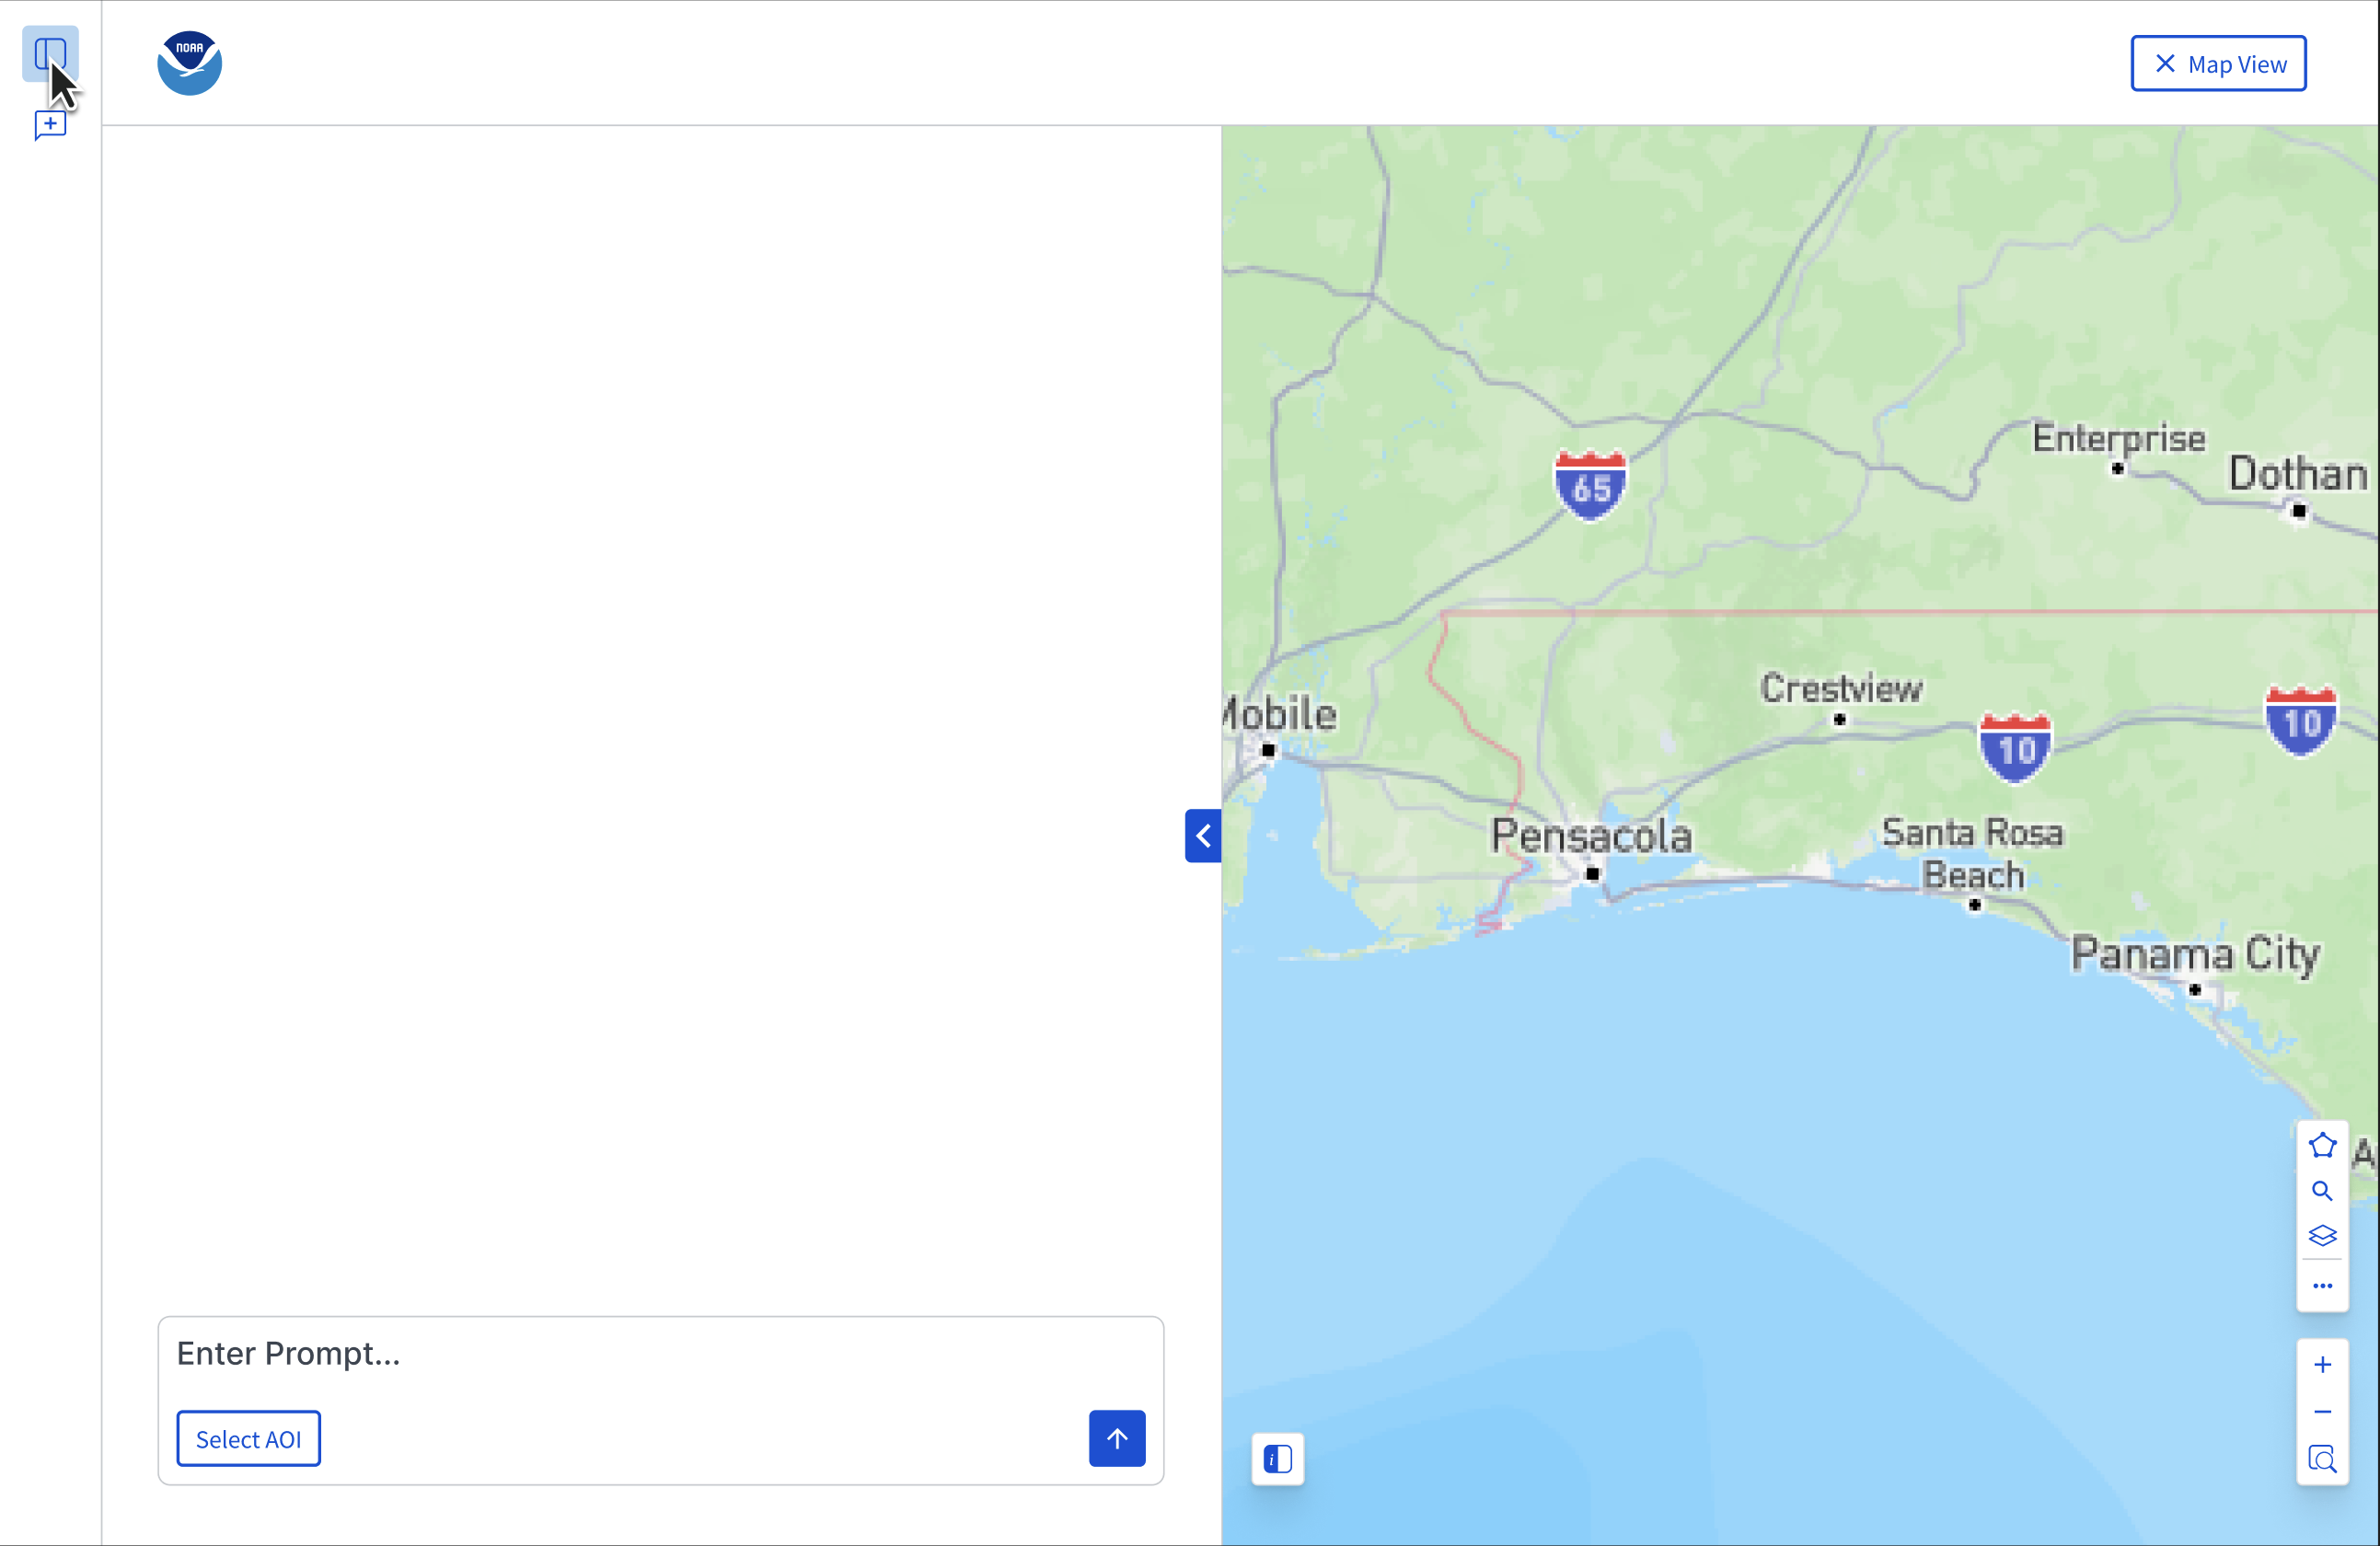 NOAA
Map View
Enterprise
Dothan
65
Crestview
Mobile
10
10
Pensacola
Santa Rosa
Beach
Panama City
A
Enter Prompt...
Select AOI
i